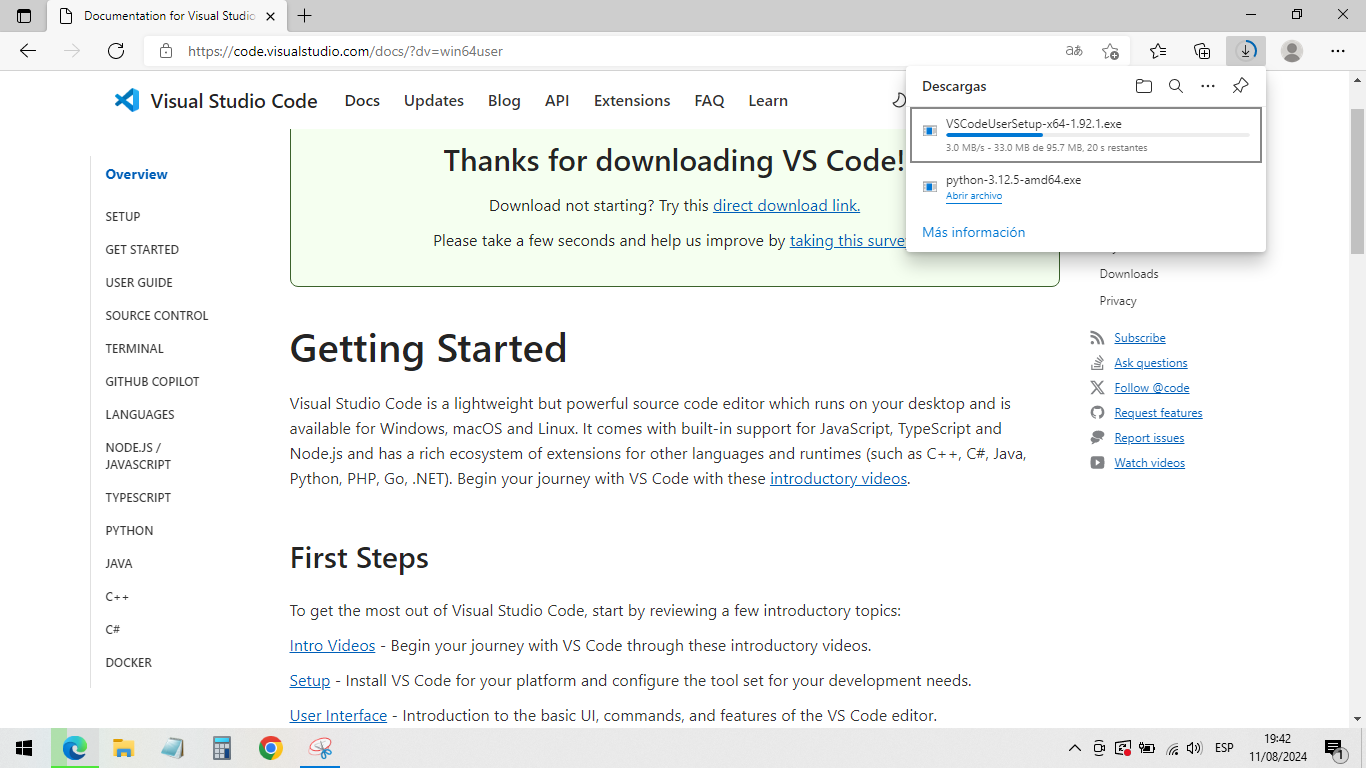 Documentation for Visual Studio
https://code.visualstudio.com/docs/?dv=win64user
Visual Studio Code
Docs
Updates
Blog
API
Extensions
FAQ
Learn
Descargas
VSCodeUserSetup-x64-1.92.1.exe
3.0 MB/s - 33.0 MB de 95.7 MB, 20 s restantes
python-3.12.5-amd64.exe
Abrir archivo
Más información
Overview
SETUP
GET STARTED
USER GUIDE
SOURCE CONTROL
TERMINAL
GITHUB COPILOT
LANGUAGES
NODE.JS /
JAVASCRIPT
TYPESCRIPT
PYTHON
JAVA
C++
C#
DOCKER
Thanks for downloading VS Code!
Download not starting? Try this direct download link.
Please take a few seconds and help us improve by taking this surve
Getting Started
Visual Studio Code is a lightweight but powerful source code editor which runs on your desktop and is
available for Windows, macOS and Linux. It comes with built-in support for JavaScript, TypeScript and
Node.js and has a rich ecosystem of extensions for other languages and runtimes (such as C++, C#, Java,
Python, PHP, Go, .NET). Begin your journey with VS Code with these introductory videos.
First Steps
To get the most out of Visual Studio Code, start by reviewing a few introductory topics:
Intro Videos - Begin your journey with VS Code through these introductory videos.
Setup - Install VS Code for your platform and configure the tool set for your development needs.
User Interface - Introduction to the basic UI, commands, and features of the VS Code editor.
Downloads
Privacy
Subscribe
Ask questions
Follow @code
Request features
Report issues
Watch videos
ESP
19:42
11/08/2024
1